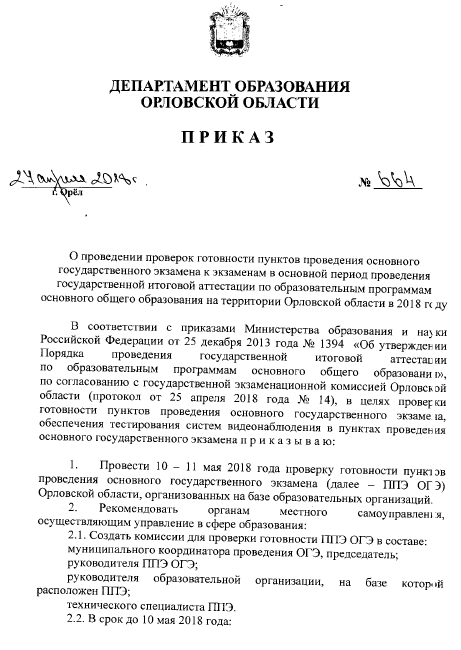 ДЕПАРТАМЕНТ ОБРАЗОВАНИЯ
ОРЛОВСКОЙ ОБЛАСТИ
П Р И К А З
27 апреля 2018г.
г. Орёл
№ 664
О проведении проверок готовности пунктов проведения основного
государственного экзамена к экзаменам в основной период проведения
государственной итоговой аттестации по образовательным программам
основного общего образования на территории Орловской области в 2018 году
В соответствии с приказами Министерства образования и науки
Российской Федерации от 25 декабря 2013 года № 1394 «Об утверждении
Порядка проведения государственной итоговой аттестации
по образовательным программам основного общего образования»,
по согласованию с государственной экзаменационной комиссией Орловской
области (протокол от 25 апреля 2018 года № 14), в целях проверки
готовности пунктов проведения основного государственного экзамена,
обеспечения тестирования систем видеонаблюдения в пунктах проведения
основного государственного экзамена п р и к а з ы в а ю:
1. Провести 10 – 11 мая 2018 года проверку готовности пунктов
проведения основного государственного экзамена (далее – ППЭ ОГЭ)
Орловской области, организованных на базе образовательных организаций.
2. Рекомендовать органам местного самоуправления,
осуществляющим управление в сфере образования:
2.1. Создать комиссии для проверки готовности ППЭ ОГЭ в составе:
муниципального координатора проведения ОГЭ, председатель;
руководителя ППЭ ОГЭ;
руководителя образовательной организации, на базе которой
расположен ППЭ;
технического специалиста ППЭ.
2.2. В срок до 10 мая 2018 года: